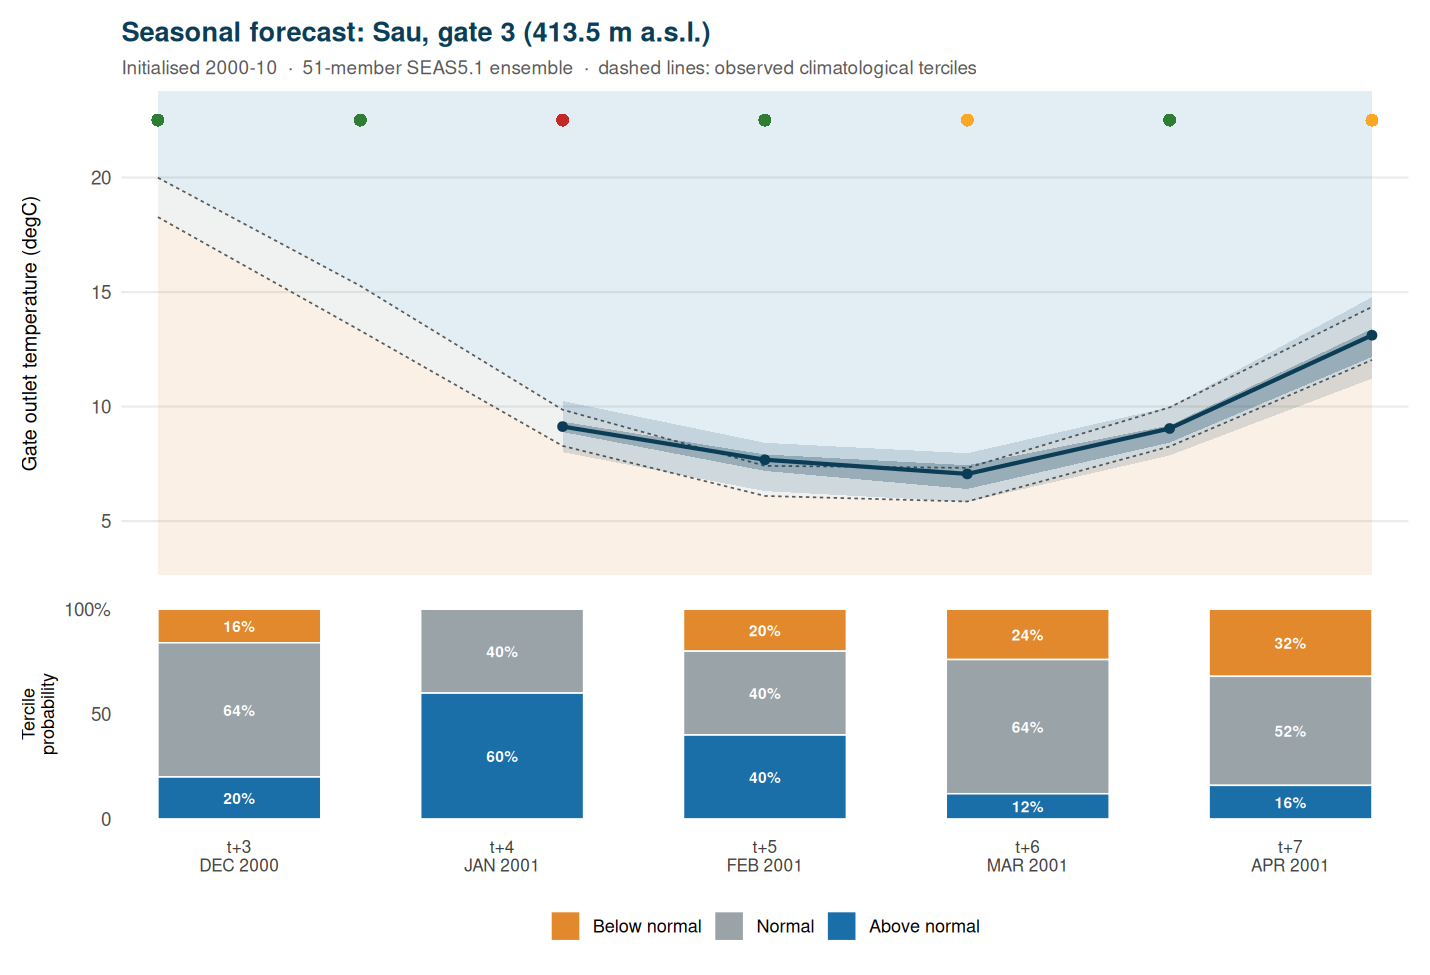 Seasonal forecast: Sau, gate 3 (413.5 m a.s.l.)
Initialised 2000-10 · 51-member SEAS5.1 ensemble · dashed lines: observed climatological terciles
Gate outlet temperature (degC)
20
15
10
5
Tercile
probability
100%
50
0
16%
64%
20%
40%
60%
20%
40%
40%
24%
64%
12%
32%
52%
16%
t+3
DEC 2000
t+4
JAN 2001
t+5
FEB 2001
t+6
MAR 2001
t+7
APR 2001
Below normal
Normal
Above normal